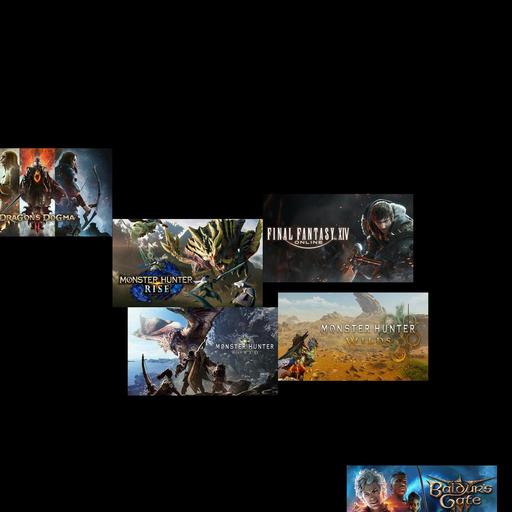 DRAGON'S DOGMA
II
FINAL FANTASY XIV
ONLINE
MONSTER HUNTER
RISE
MONSTER HUNTER
WILDS
MONSTER HUNTER
WORLD
BALDUR'S
GATE